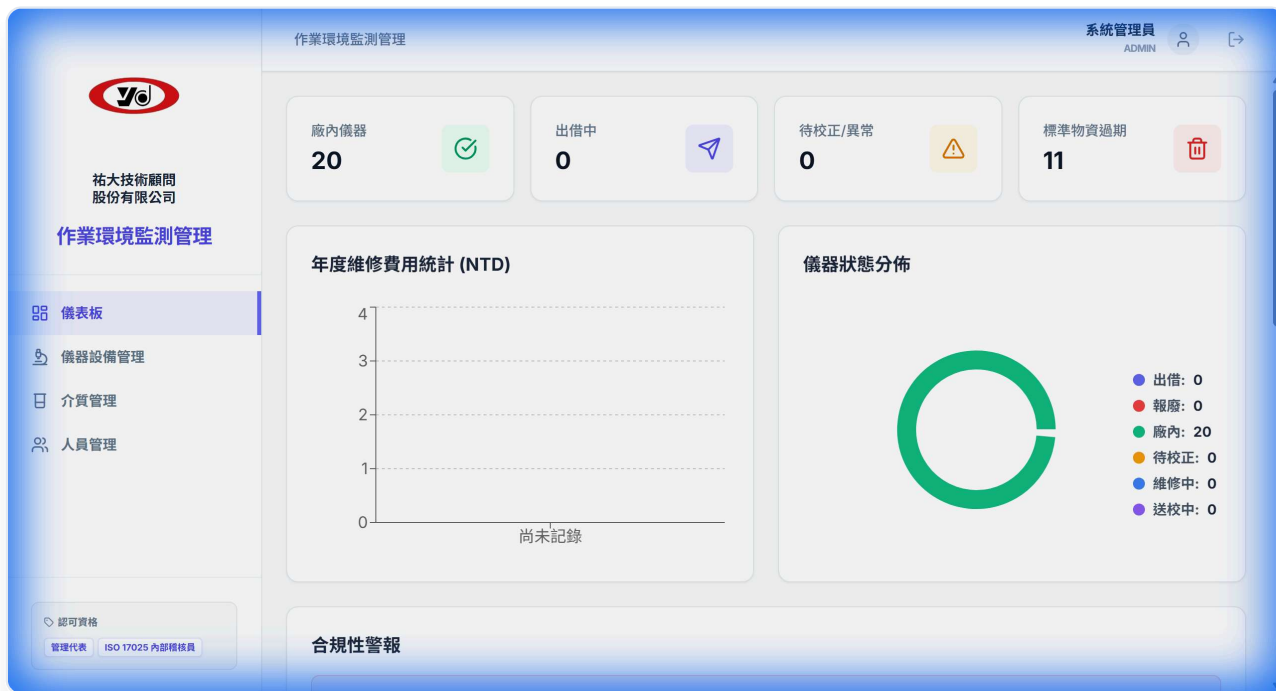 作業環境監測管理
系統管理員
ADMIN
yd
祐大技術顧問
股份有限公司
作業環境監測管理
儀表板
儀器設備管理
介質管理
人員管理
認可資格
管理代表
ISO 17025 內部稽核員
廠內儀器
20
出借中
0
待校正/異常
0
標準物資過期
11
年度維修費用統計 (NTD)
4
3
2
1
0
尚未記錄
儀器狀態分佈
出借: 0
報廢: 0
廠內: 20
待校正: 0
維修中: 0
送校中: 0
合規性警報